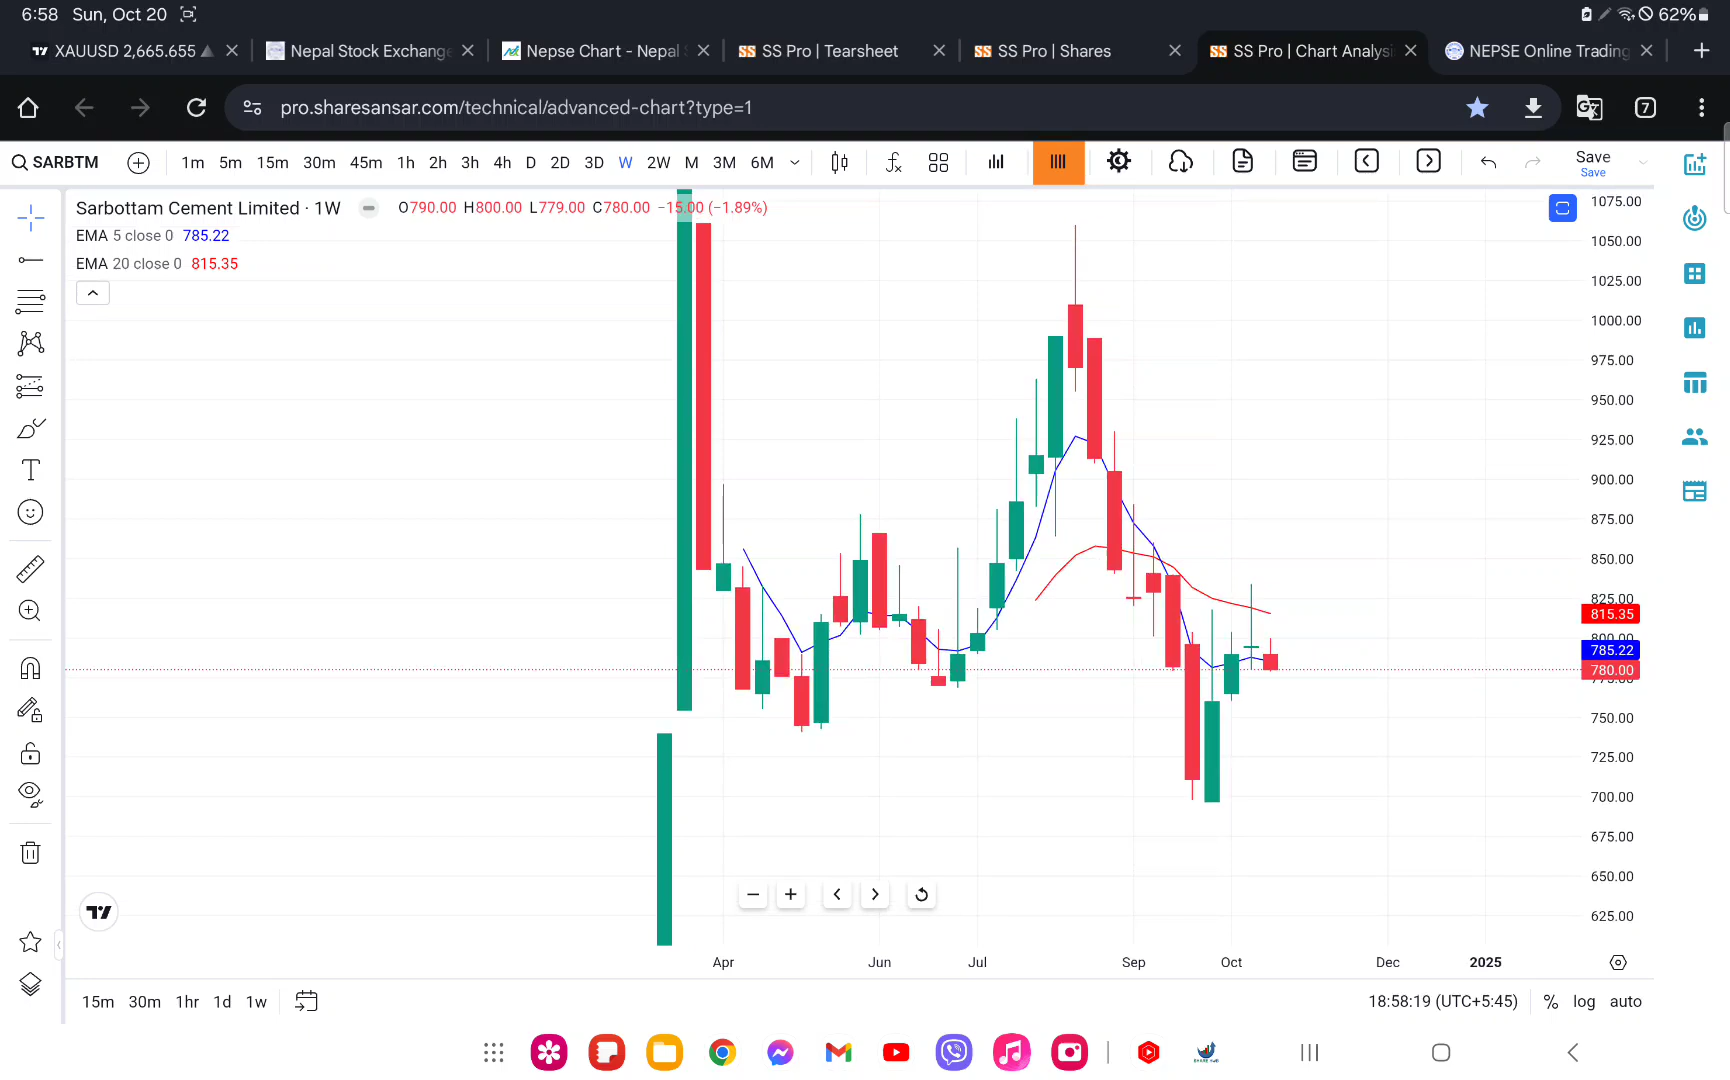 6:58 Sun, Oct 20 62%
XAUUSD 2,665.655 Nepal Stock Exchange Nepse Chart - Nepal SS Pro | Tearsheet SS Pro | Shares SS Pro | Chart Analysi NEPSE Online Trading
pro.sharesansar.com/technical/advanced-chart?type=1 7
SARBTM 1m 5m 15m 30m 45m 1h 2h 3h 4h D 2D 3D W 2W M 3M 6M Save
Save
Sarbottam Cement Limited · 1W O790.00 H800.00 L779.00 C780.00 −15.00 (−1.89%)
EMA 5 close 0 785.22
EMA 20 close 0 815.35
1075.00
1050.00
1025.00
1000.00
975.00
950.00
925.00
900.00
875.00
850.00
825.00
815.35
800.00
785.22
780.00
775.00
750.00
725.00
700.00
675.00
650.00
625.00
Apr Jun Jul Sep Oct Dec 2025
15m 30m 1hr 1d 1w 18:58:19 (UTC+5:45) % log auto